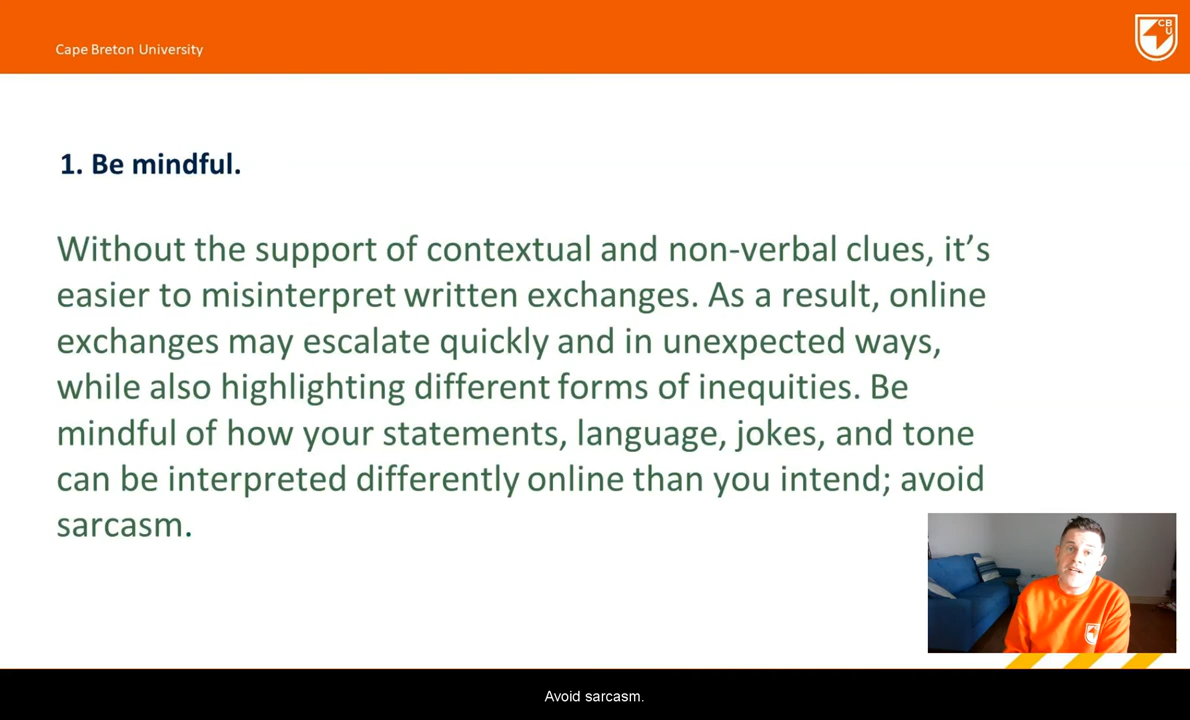 Cape Breton University
CB
U
1. Be mindful.
Without the support of contextual and non-verbal clues, it’s
easier to misinterpret written exchanges. As a result, online
exchanges may escalate quickly and in unexpected ways,
while also highlighting different forms of inequities. Be
mindful of how your statements, language, jokes, and tone
can be interpreted differently online than you intend; avoid
sarcasm.
Avoid sarcasm.